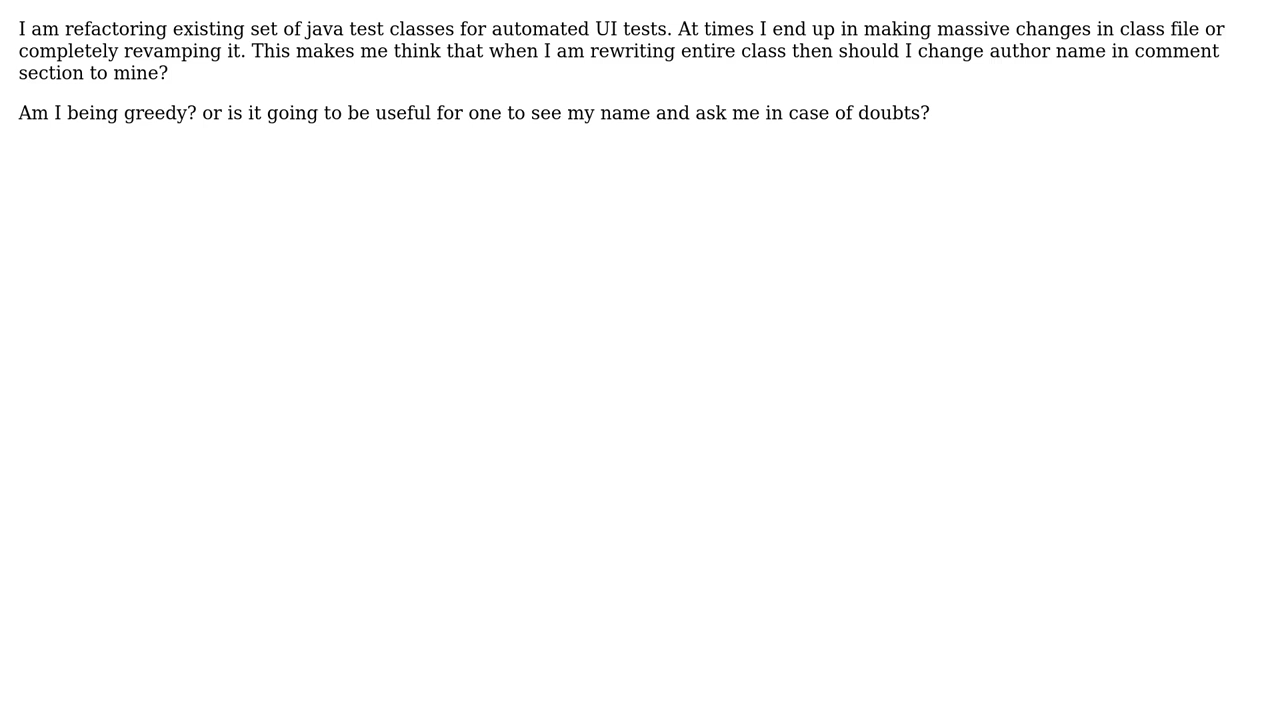 I am refactoring existing set of java test classes for automated UI tests. At times I end up in making massive changes in class file or
completely revamping it. This makes me think that when I am rewriting entire class then should I change author name in comment
section to mine?
Am I being greedy? or is it going to be useful for one to see my name and ask me in case of doubts?